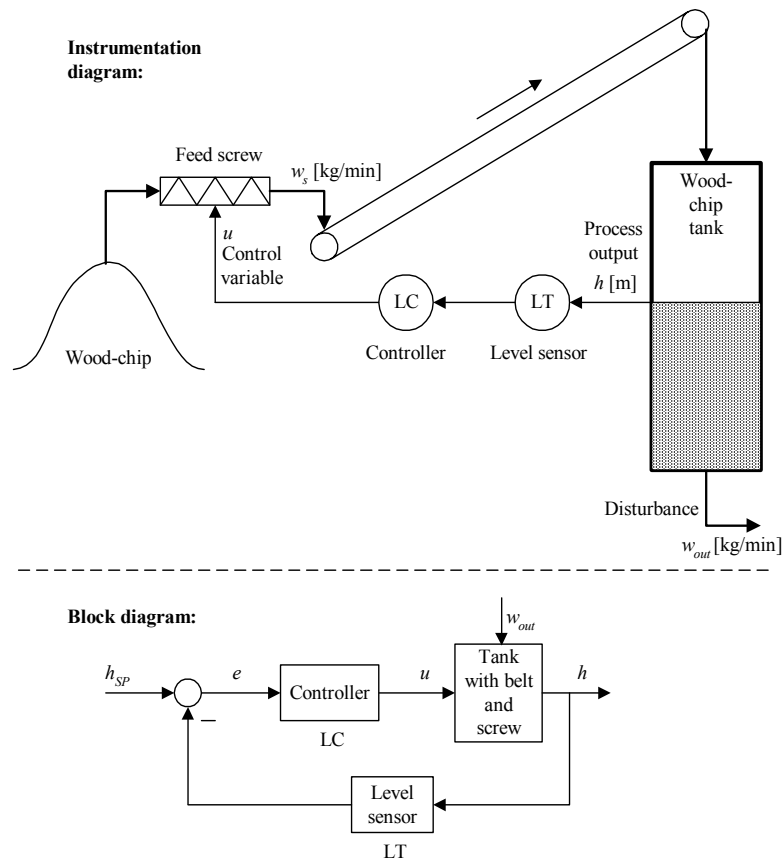 Instrumentation
diagram:
Feed screw
w_s [kg/min]
u
Control
variable
Wood-chip
LC
Controller
LT
Level sensor
Process
output
h [m]
Wood-
chip
tank
Disturbance
w_out [kg/min]
Block diagram:
w_out
h_SP
e
Controller
LC
u
Tank
with belt
and
screw
h
–
Level
sensor
LT